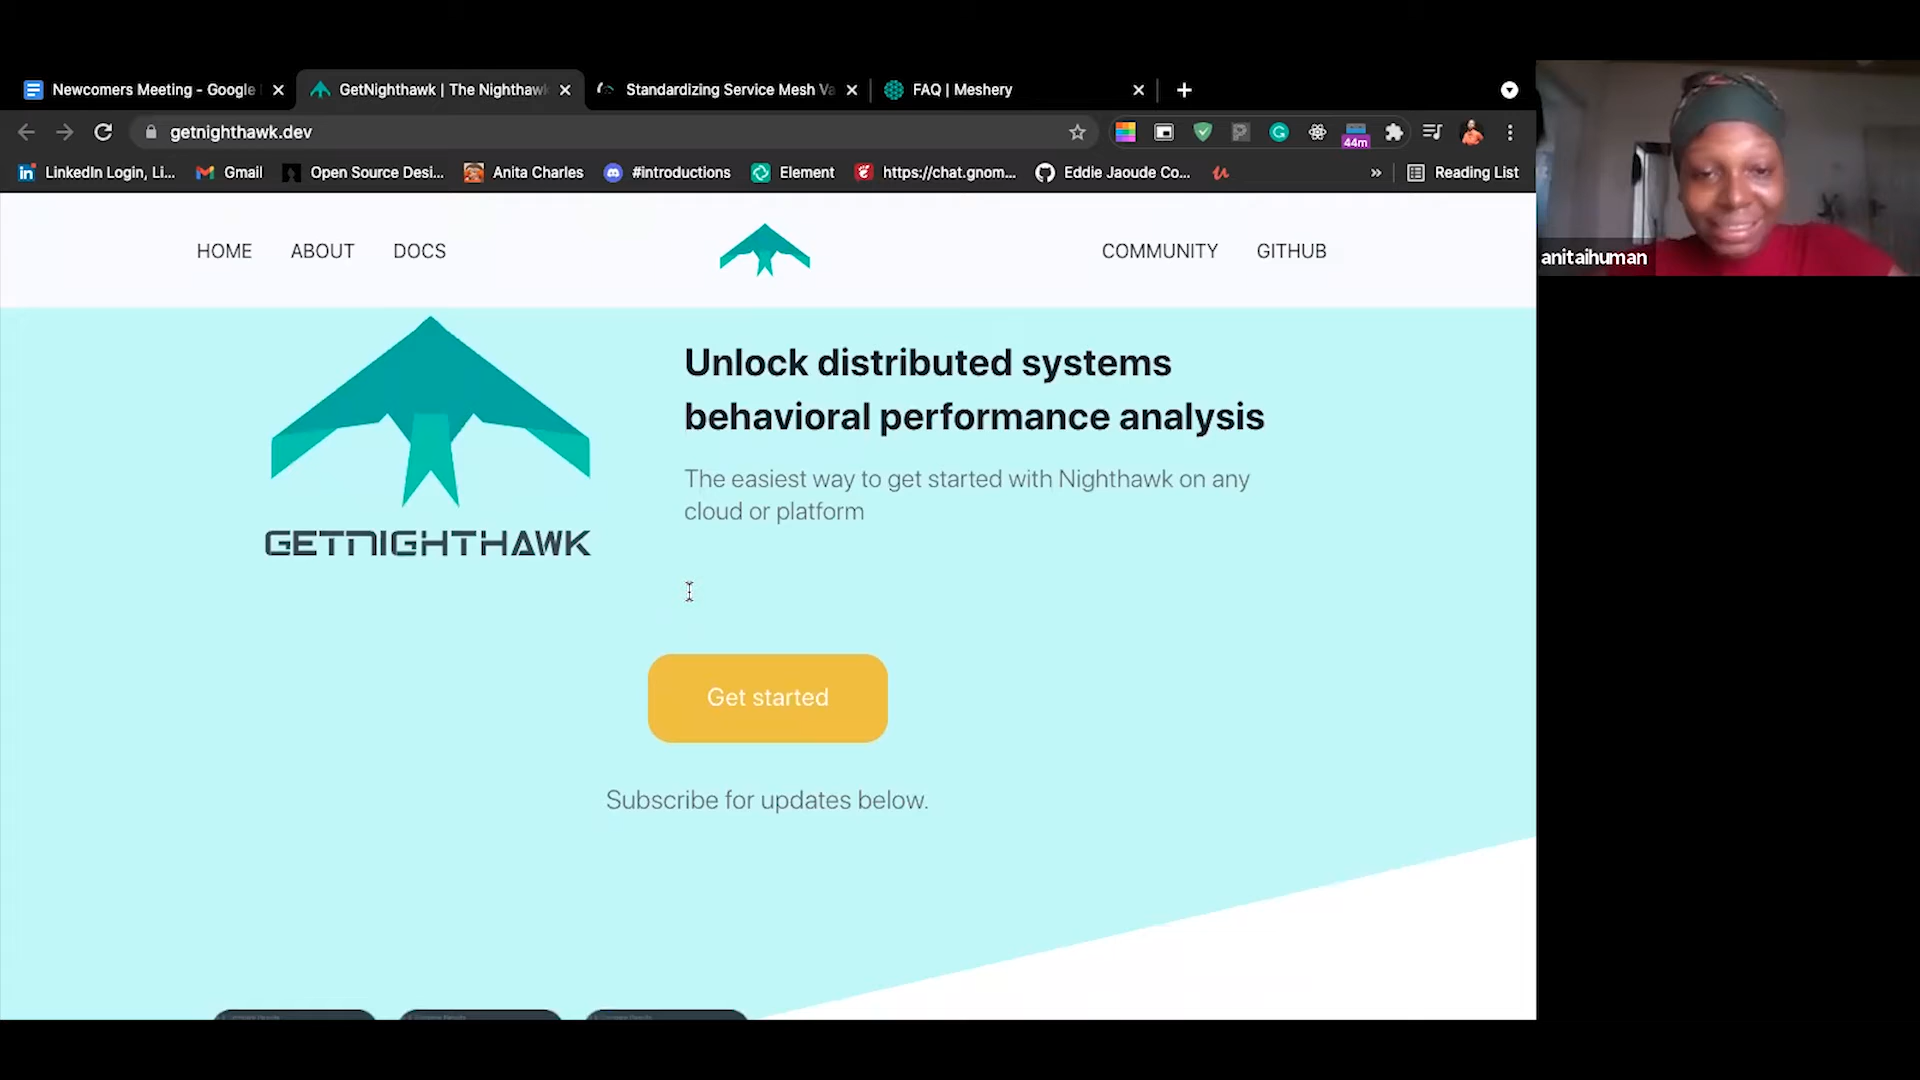 Newcomers Meeting - Google
GetNighthawk | The Nighthawk
Standardizing Service Mesh Va
FAQ | Meshery
getnighthawk.dev
44m
LinkedIn Login, Li...
Gmail
Open Source Desi...
Anita Charles
#introductions
Element
https://chat.gnom...
Eddie Jaoude Co...
»
Reading List
HOME
ABOUT
DOCS
COMMUNITY
GITHUB
anitaihuman
GETNIGHTHAWK
Unlock distributed systems
behavioral performance analysis
The easiest way to get started with Nighthawk on any
cloud or platform
Get started
Subscribe for updates below.